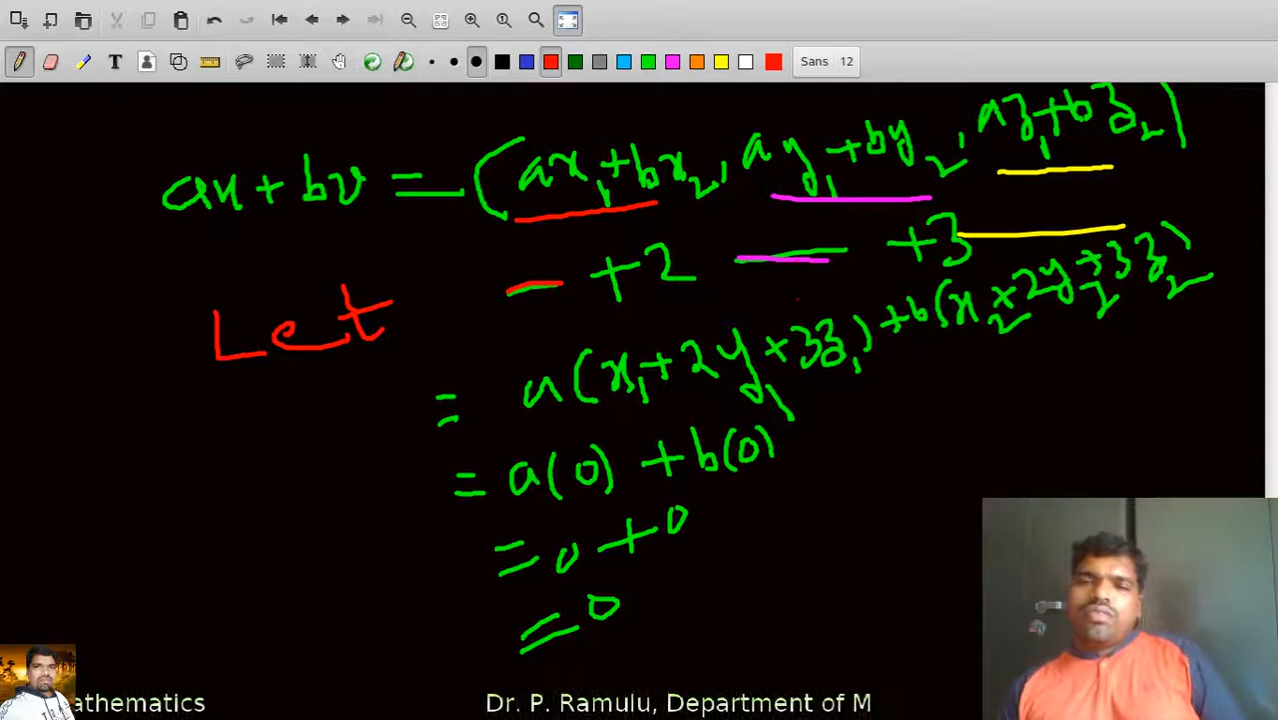 Sans 12
au + bv = (ax₁+bx₂, ay₁+by₂, az₁+bz₂)
— +2 — +3 —
Let
= a(x₁+2y₁+3z₁)+b(x₂+2y₂+3z₂)
= a(0) + b(0)
= 0 + 0
= 0
athematics Dr. P. Ramulu, Department of M